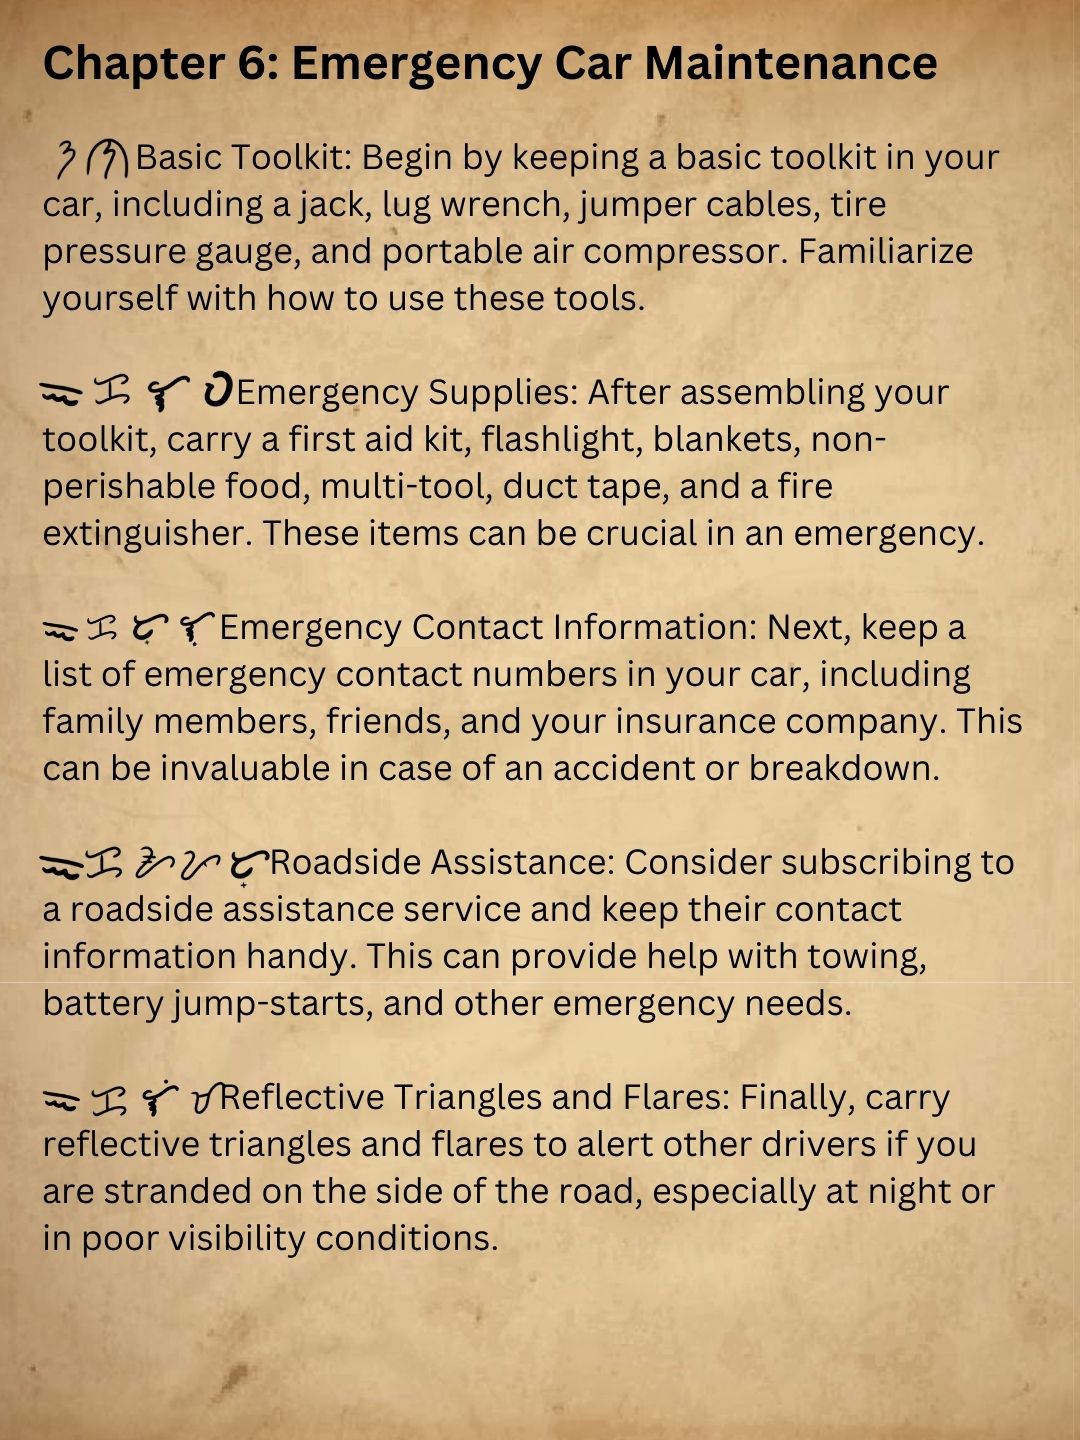 Chapter 6: Emergency Car Maintenance
ᜂᜈ Basic Toolkit: Begin by keeping a basic toolkit in your
car, including a jack, lug wrench, jumper cables, tire
pressure gauge, and portable air compressor. Familiarize
yourself with how to use these tools.
ᜁᜃᜎᜏ Emergency Supplies: After assembling your
toolkit, carry a first aid kit, flashlight, blankets, non-
perishable food, multi-tool, duct tape, and a fire
extinguisher. These items can be crucial in an emergency.
ᜁᜃᜆ᜔ᜎᜓ Emergency Contact Information: Next, keep a
list of emergency contact numbers in your car, including
family members, friends, and your insurance company. This
can be invaluable in case of an accident or breakdown.
ᜁᜃᜀᜉᜆ᜔ Roadside Assistance: Consider subscribing to
a roadside assistance service and keep their contact
information handy. This can provide help with towing,
battery jump-starts, and other emergency needs.
ᜁᜃᜎᜒᜋ Reflective Triangles and Flares: Finally, carry
reflective triangles and flares to alert other drivers if you
are stranded on the side of the road, especially at night or
in poor visibility conditions.